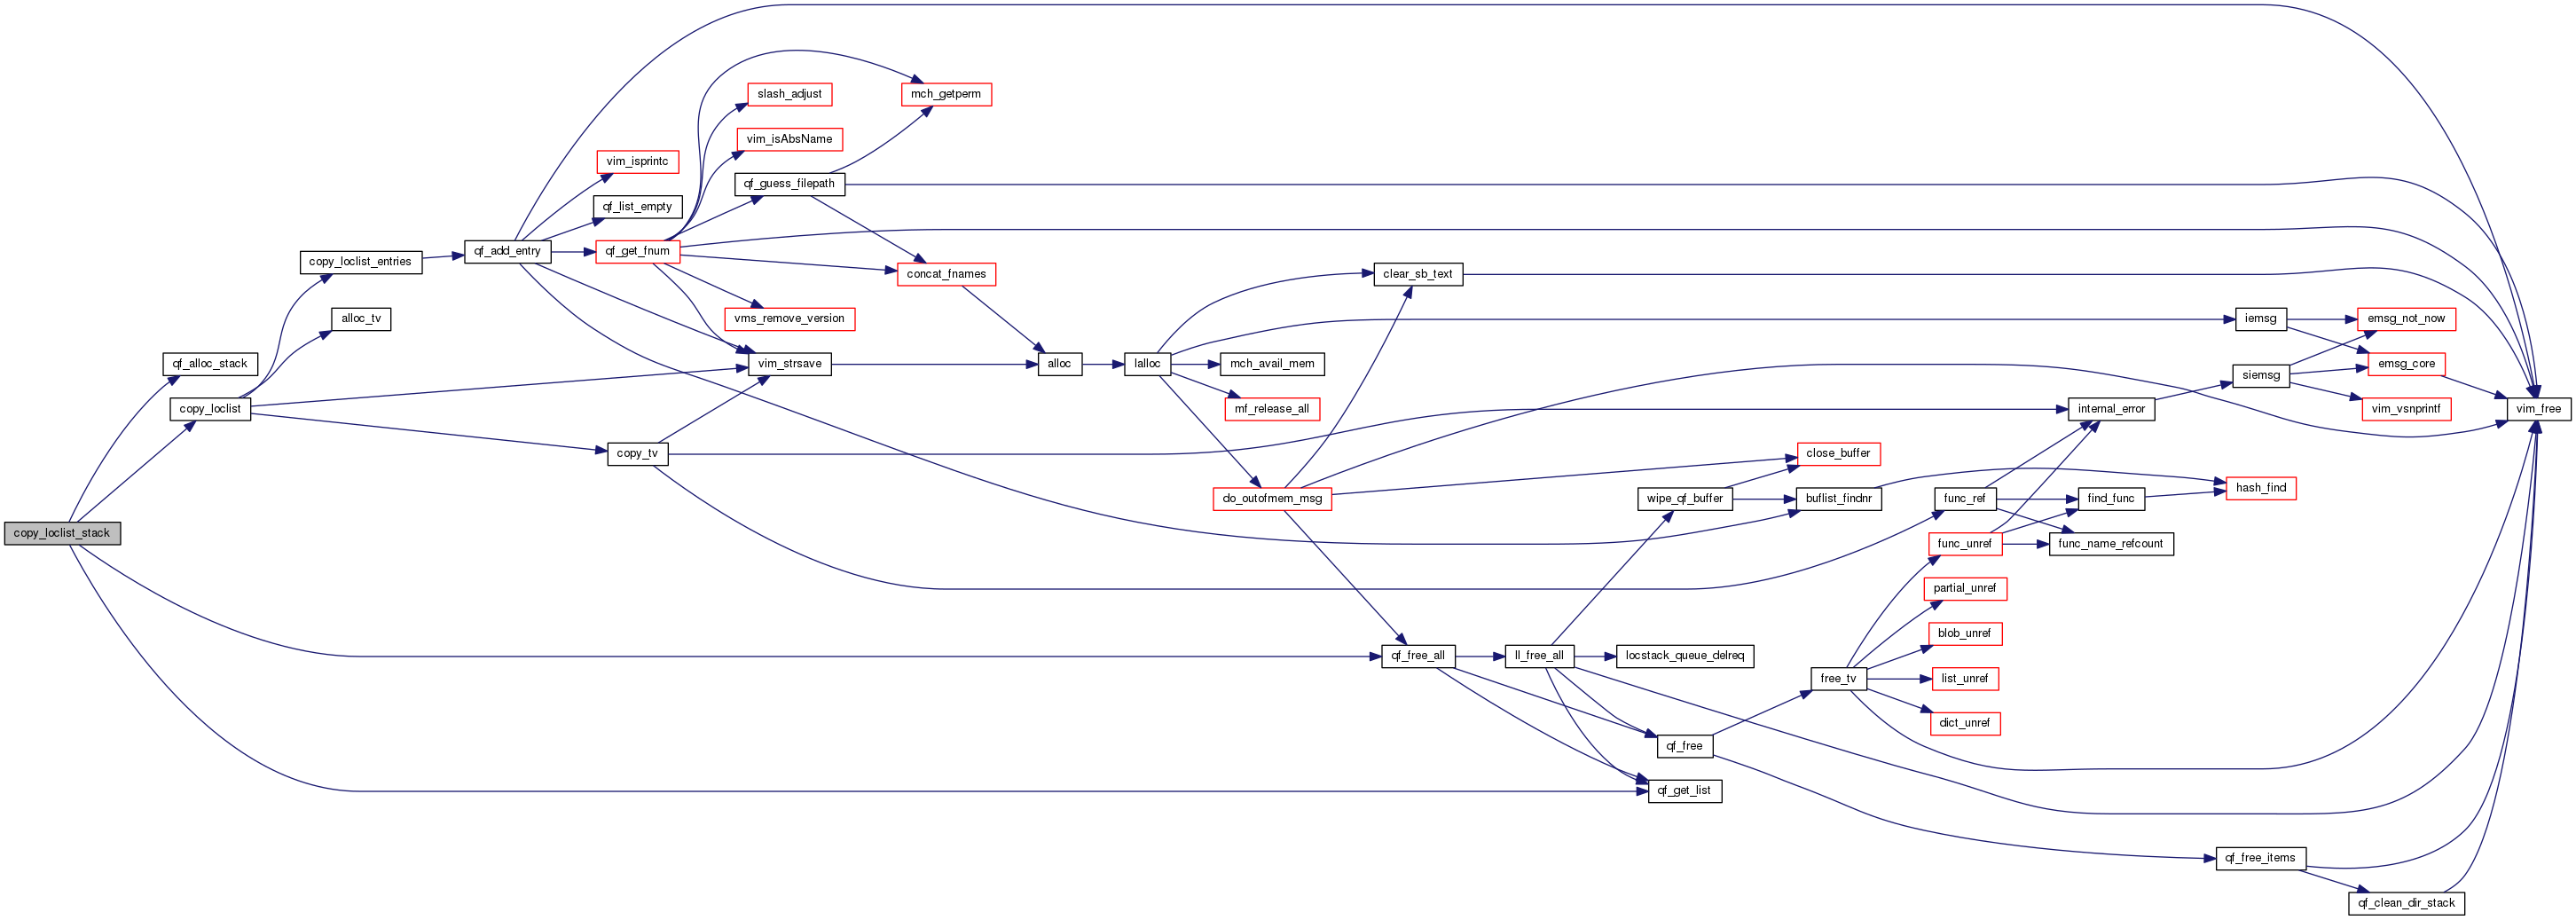 copy_loclist_stack
qf_alloc_stack
copy_loclist
copy_loclist_entries
alloc_tv
qf_add_entry
vim_isprintc
qf_list_empty
qf_get_fnum
copy_tv
slash_adjust
vim_isAbsName
qf_guess_filepath
vms_remove_version
vim_strsave
mch_getperm
concat_fnames
alloc
lalloc
clear_sb_text
mch_avail_mem
mf_release_all
do_outofmem_msg
qf_free_all
ll_free_all
wipe_qf_buffer
locstack_queue_delreq
qf_free
qf_get_list
close_buffer
buflist_findnr
free_tv
func_ref
func_unref
partial_unref
blob_unref
list_unref
dict_unref
internal_error
find_func
func_name_refcount
iemsg
siemsg
hash_find
qf_free_items
emsg_not_now
emsg_core
vim_vsnprintf
qf_clean_dir_stack
vim_free